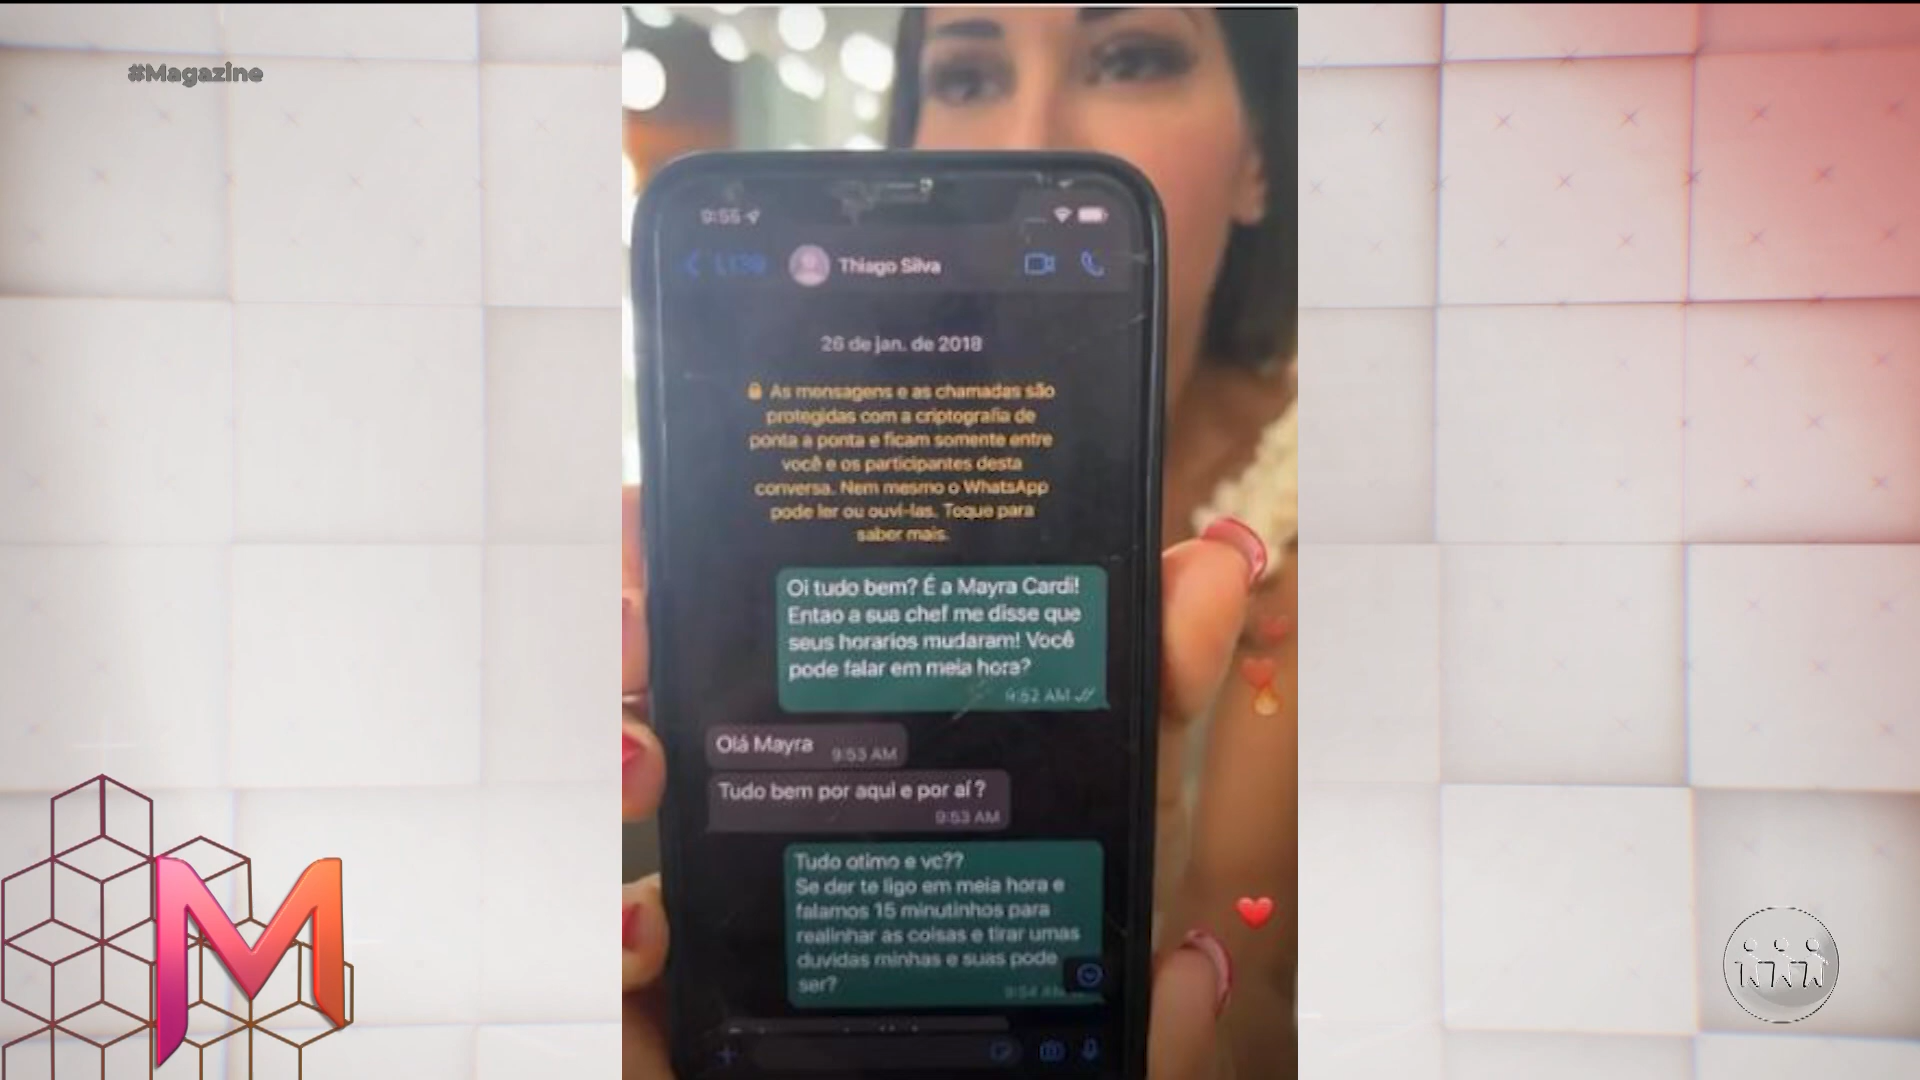 #Magazine
9:55
Thiago Silva
26 de jan. de 2018
As mensagens e as chamadas são
protegidas com a criptografia de
ponta a ponta e ficam somente entre
você e os participantes desta
conversa. Nem mesmo o WhatsApp
pode ler ou ouvi-las. Toque para
saber mais.
Oi tudo bem? É a Mayra Cardi!
Entao a sua chef me disse que
seus horarios mudaram! Você
pode falar em meia hora?
9:52 AM
Olá Mayra
9:53 AM
Tudo bem por aqui e por aí ?
9:53 AM
Tudo otimo e vc??
Se der te ligo em meia hora e
falamos 15 minutinhos para
realinhar as coisas e tirar umas
duvidas minhas e suas pode
ser?
9:54 AM
M